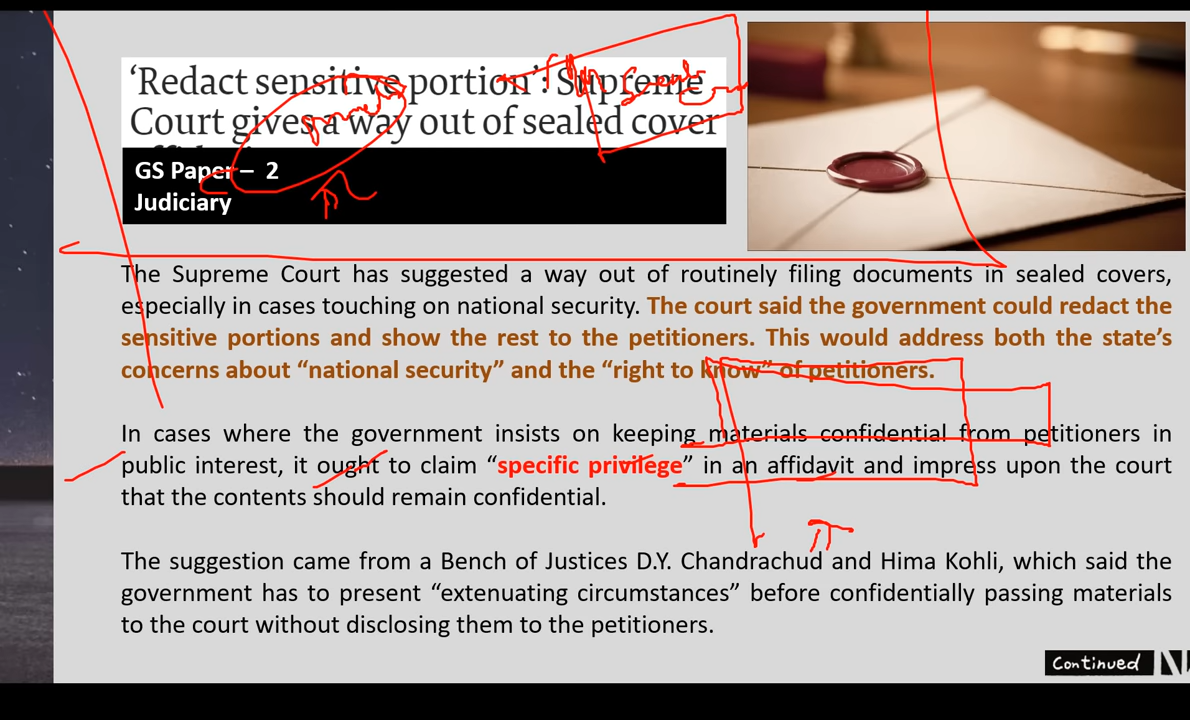 ‘Redact sensitive portion’: Supreme
Court gives a way out of sealed cover
GS Paper – 2
Judiciary
The Supreme Court has suggested a way out of routinely filing documents in sealed covers,
especially in cases touching on national security. The court said the government could redact the
sensitive portions and show the rest to the petitioners. This would address both the state’s
concerns about “national security” and the “right to know” of petitioners.
In cases where the government insists on keeping materials confidential from petitioners in
public interest, it ought to claim “specific privilege” in an affidavit and impress upon the court
that the contents should remain confidential.
The suggestion came from a Bench of Justices D.Y. Chandrachud and Hima Kohli, which said the
government has to present “extenuating circumstances” before confidentially passing materials
to the court without disclosing them to the petitioners.
Continued